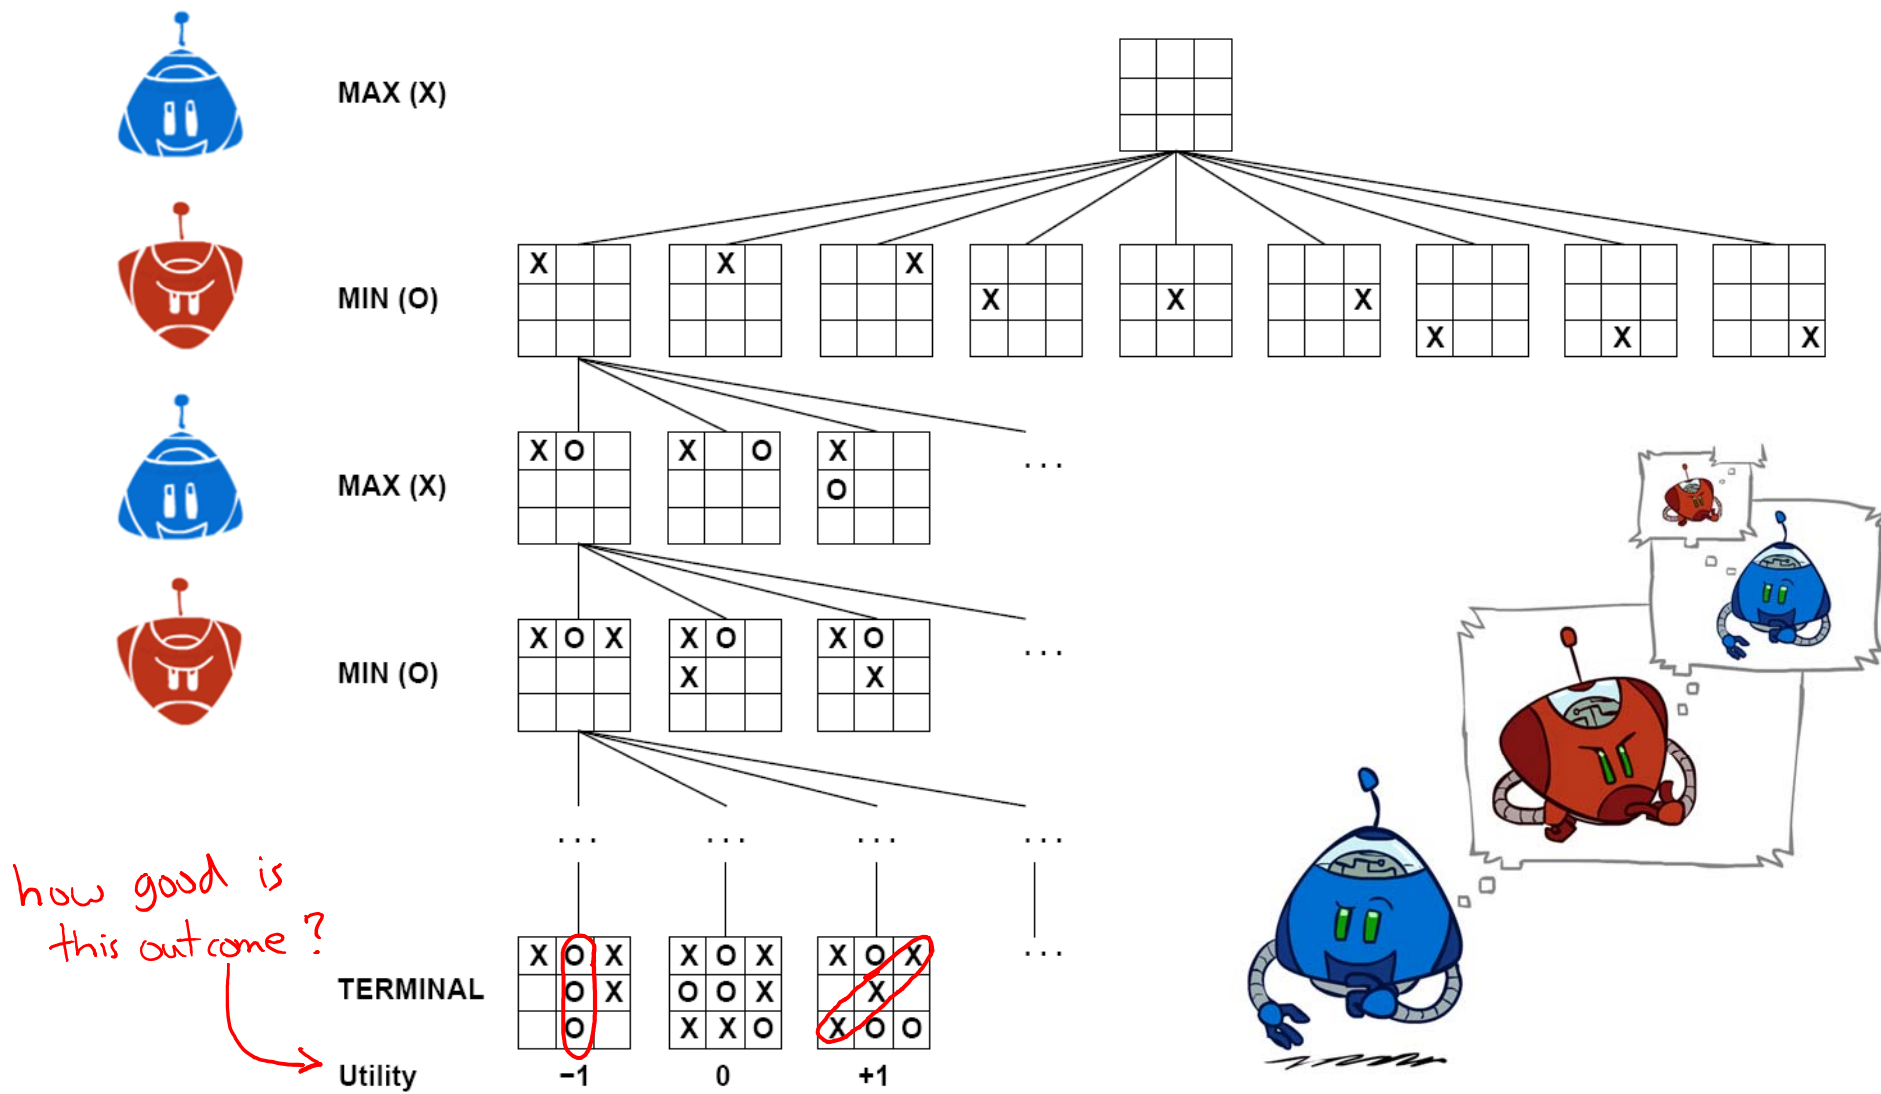 MAX (X)
X X X X X X X X X
MIN (O)
X O X O X
MAX (X)
O
...
X O X X O X O
MIN (O)
X X
...
... ... ... ...
how good is
this outcome?
X O X X O X X O X
...
TERMINAL
O X O O X X
O X X O X O O
Utility −1 0 +1